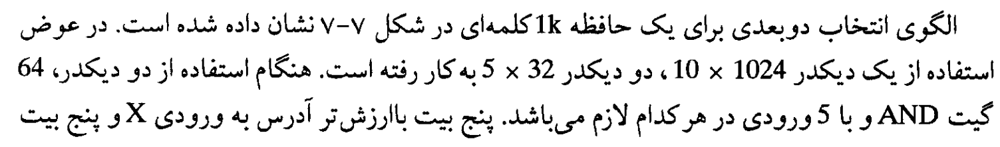 الگوی انتخاب دوبعدی برای یک حافظه 1k کلمه‌ای در شکل ۷-۷ نشان داده شده است. در عوض
استفاده از یک دیکدر 1024 × 10 ، دو دیکدر 32 × 5 به کار رفته است. هنگام استفاده از دو دیکدر، 64
گیت AND و با 5 ورودی در هر کدام لازم می‌باشد. پنج بیت باارزش‌تر آدرس به ورودی X و پنج بیت